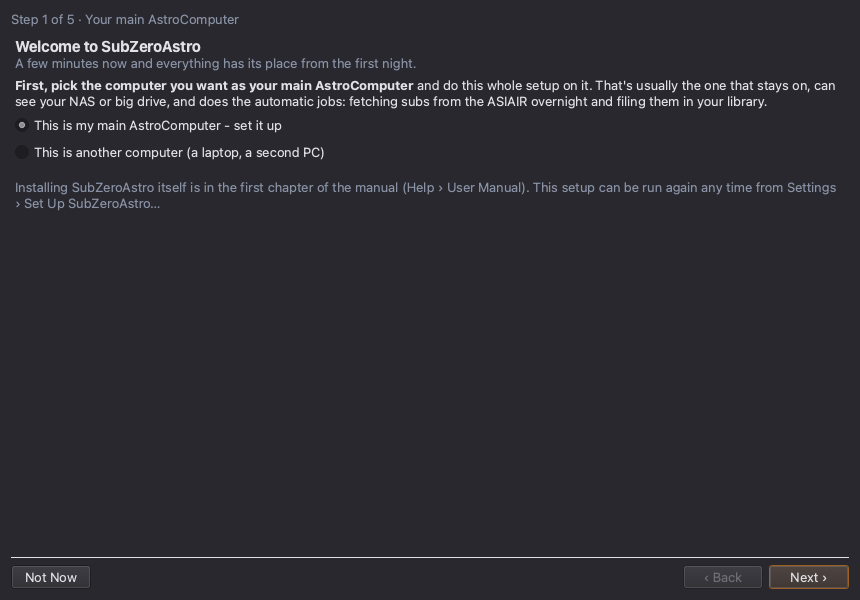 Step 1 of 5 · Your main AstroComputer
Welcome to SubZeroAstro
A few minutes now and everything has its place from the first night.
First, pick the computer you want as your main AstroComputer and do this whole setup on it. That's usually the one that stays on, can
see your NAS or big drive, and does the automatic jobs: fetching subs from the ASIAIR overnight and filing them in your library.
This is my main AstroComputer - set it up
This is another computer (a laptop, a second PC)
Installing SubZeroAstro itself is in the first chapter of the manual (Help › User Manual). This setup can be run again any time from Settings
› Set Up SubZeroAstro...
Not Now
‹ Back
Next ›